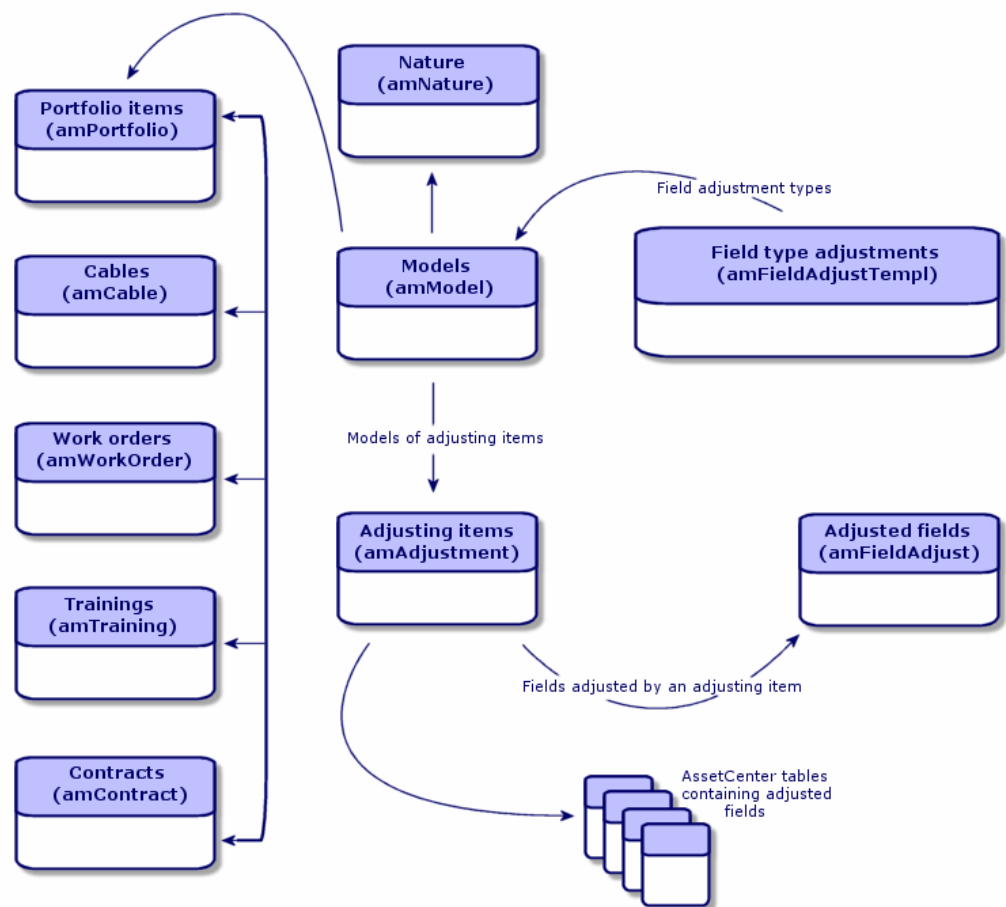 Nature
(amNature)
Portfolio items
(amPortfolio)
Field adjustment types
Models
(amModel)
Field type adjustments
(amFieldAdjustTempl)
Cables
(amCable)
Models of adjusting items
Work orders
(amWorkOrder)
Adjusting items
(amAdjustment)
Adjusted fields
(amFieldAdjust)
Trainings
(amTraining)
Fields adjusted by an adjusting item
Contracts
(amContract)
AssetCenter tables
containing adjusted
fields